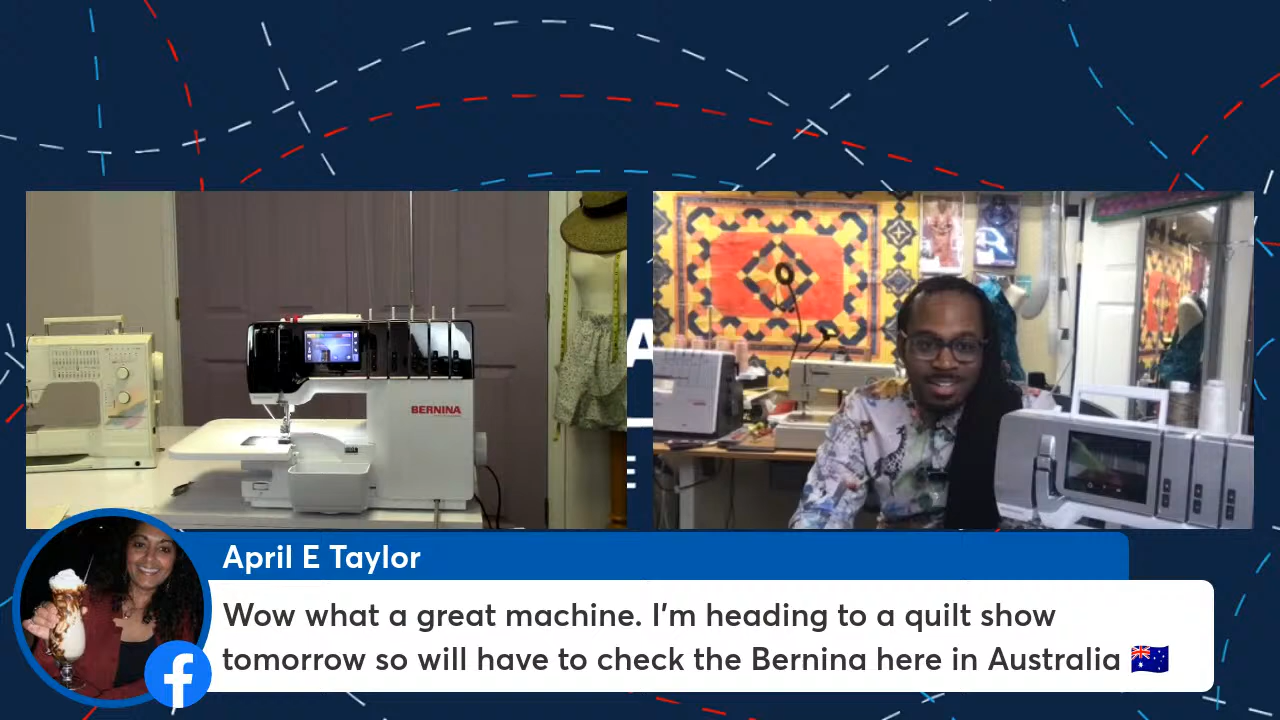 BERNINA
A
E
April E Taylor
Wow what a great machine. I'm heading to a quilt show
tomorrow so will have to check the Bernina here in Australia 🇦🇺